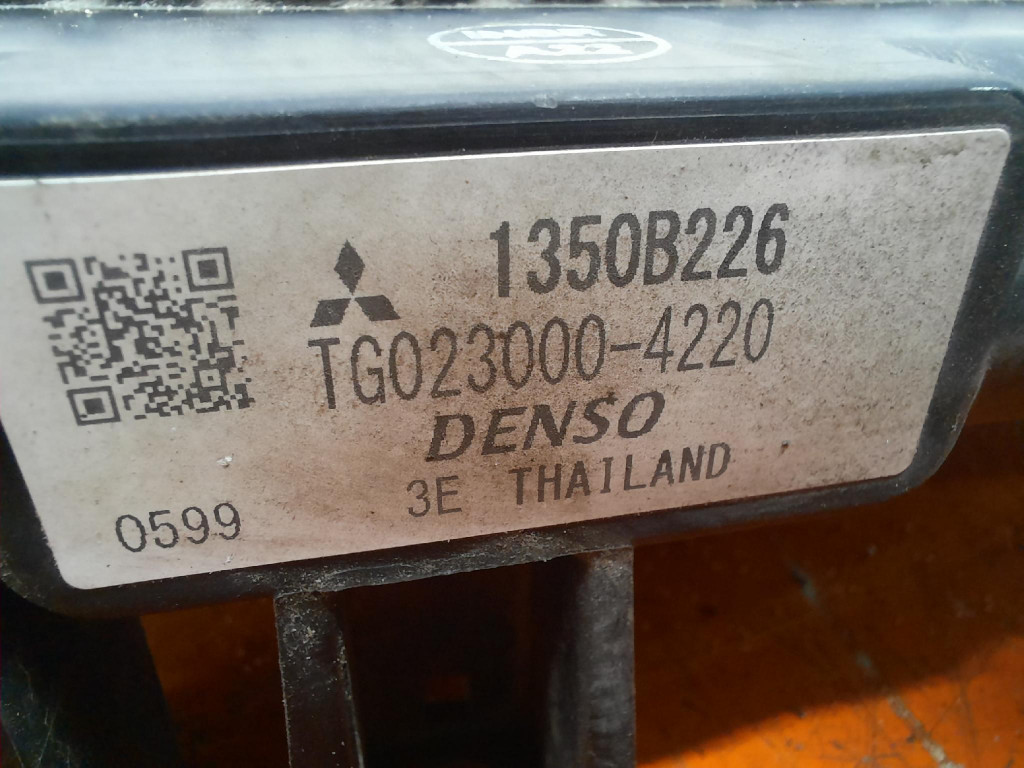 1350B226
TG023000-4220
DENSO
3E THAILAND
0599